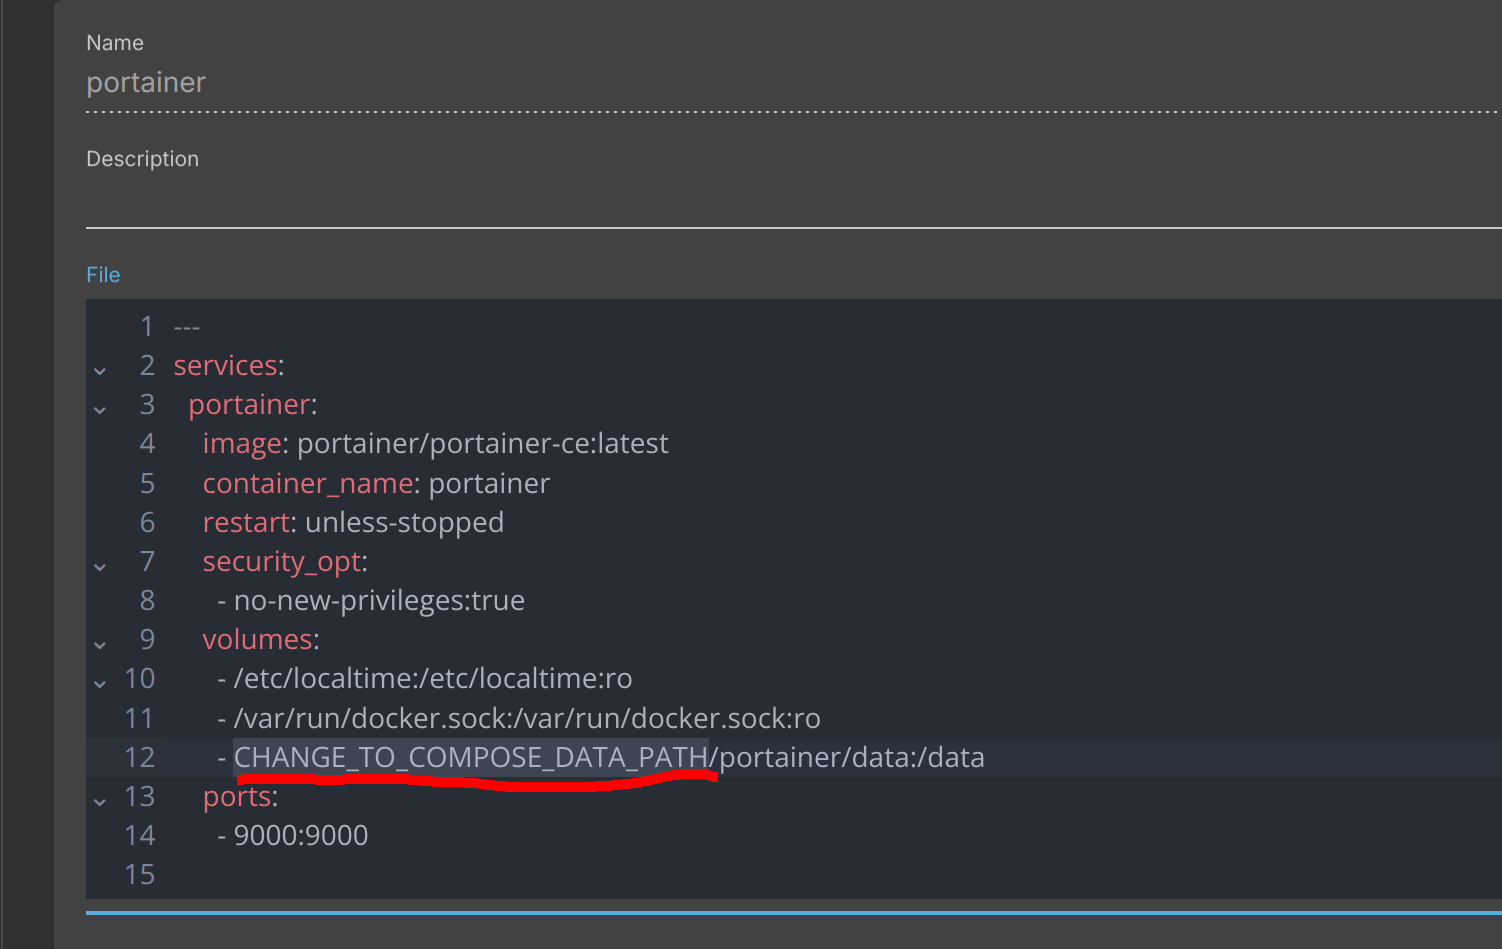 Name
portainer
Description
File
1 ---
2 services:
3 portainer:
4 image: portainer/portainer-ce:latest
5 container_name: portainer
6 restart: unless-stopped
7 security_opt:
8 - no-new-privileges:true
9 volumes:
10 - /etc/localtime:/etc/localtime:ro
11 - /var/run/docker.sock:/var/run/docker.sock:ro
12 - CHANGE_TO_COMPOSE_DATA_PATH/portainer/data:/data
13 ports:
14 - 9000:9000
15